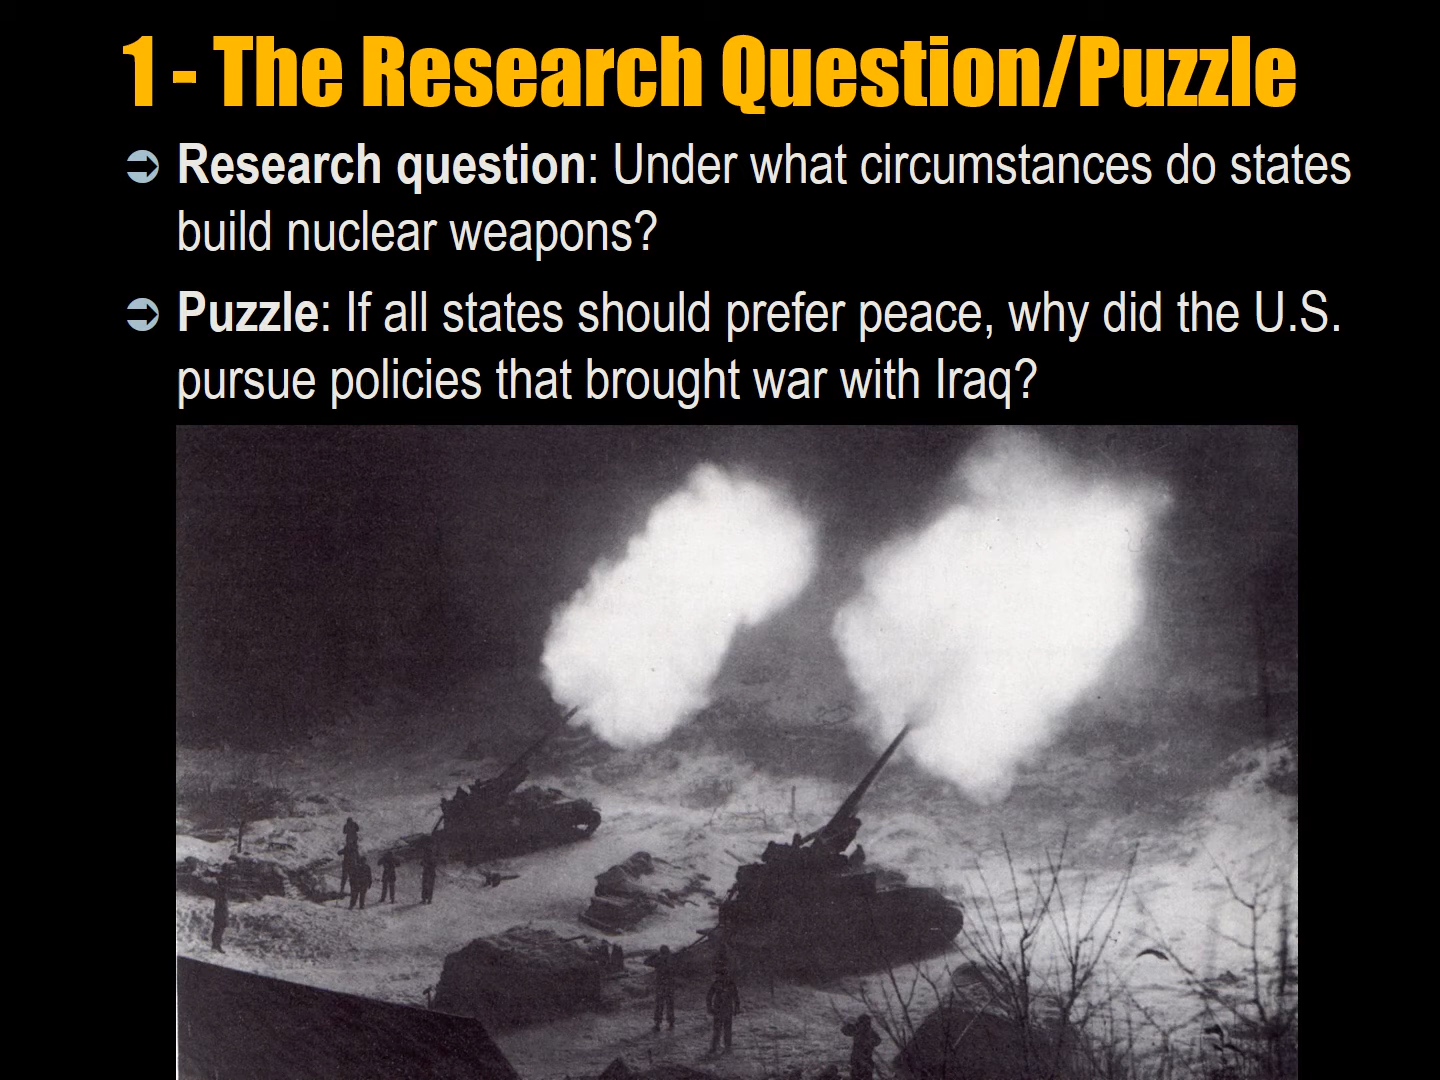 1 - The Research Question/Puzzle
Research question: Under what circumstances do states
build nuclear weapons?
Puzzle: If all states should prefer peace, why did the U.S.
pursue policies that brought war with Iraq?